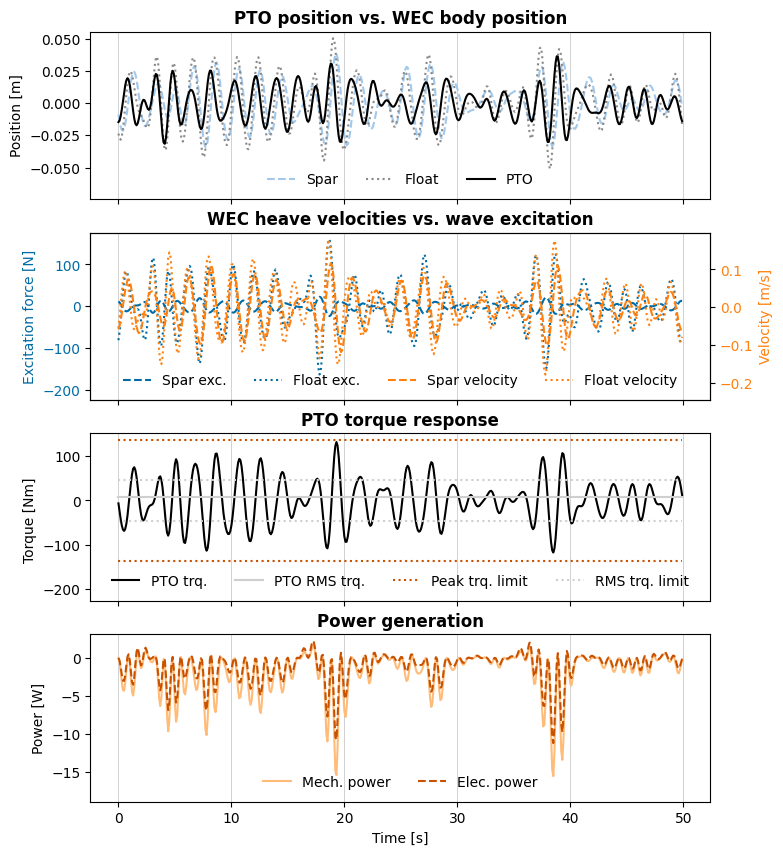 PTO position vs. WEC body position
0.050
0.025
0.000
−0.025
−0.050
Position [m]
Spar Float PTO
WEC heave velocities vs. wave excitation
100
0
−100
−200
Excitation force [N]
0.1
0.0
−0.1
−0.2
Velocity [m/s]
Spar exc. Float exc. Spar velocity Float velocity
PTO torque response
100
0
−100
−200
Torque [Nm]
PTO trq. PTO RMS trq. Peak trq. limit RMS trq. limit
Power generation
0
−5
−10
−15
Power [W]
Mech. power Elec. power
0 10 20 30 40 50
Time [s]